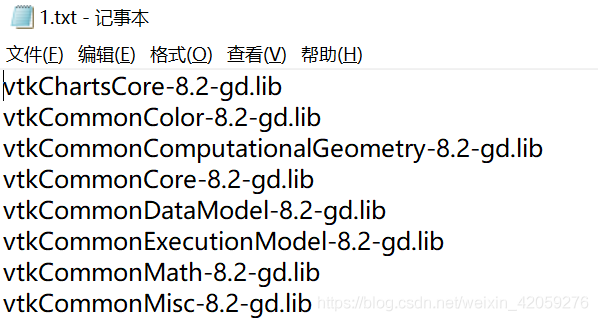 1.txt - 记事本
文件(F) 编辑(E) 格式(O) 查看(V) 帮助(H)
vtkChartsCore-8.2-gd.lib
vtkCommonColor-8.2-gd.lib
vtkCommonComputationalGeometry-8.2-gd.lib
vtkCommonCore-8.2-gd.lib
vtkCommonDataModel-8.2-gd.lib
vtkCommonExecutionModel-8.2-gd.lib
vtkCommonMath-8.2-gd.lib
vtkCommonMisc-8.2-gd.lib
https://blog.csdn.net/weixin_42059276